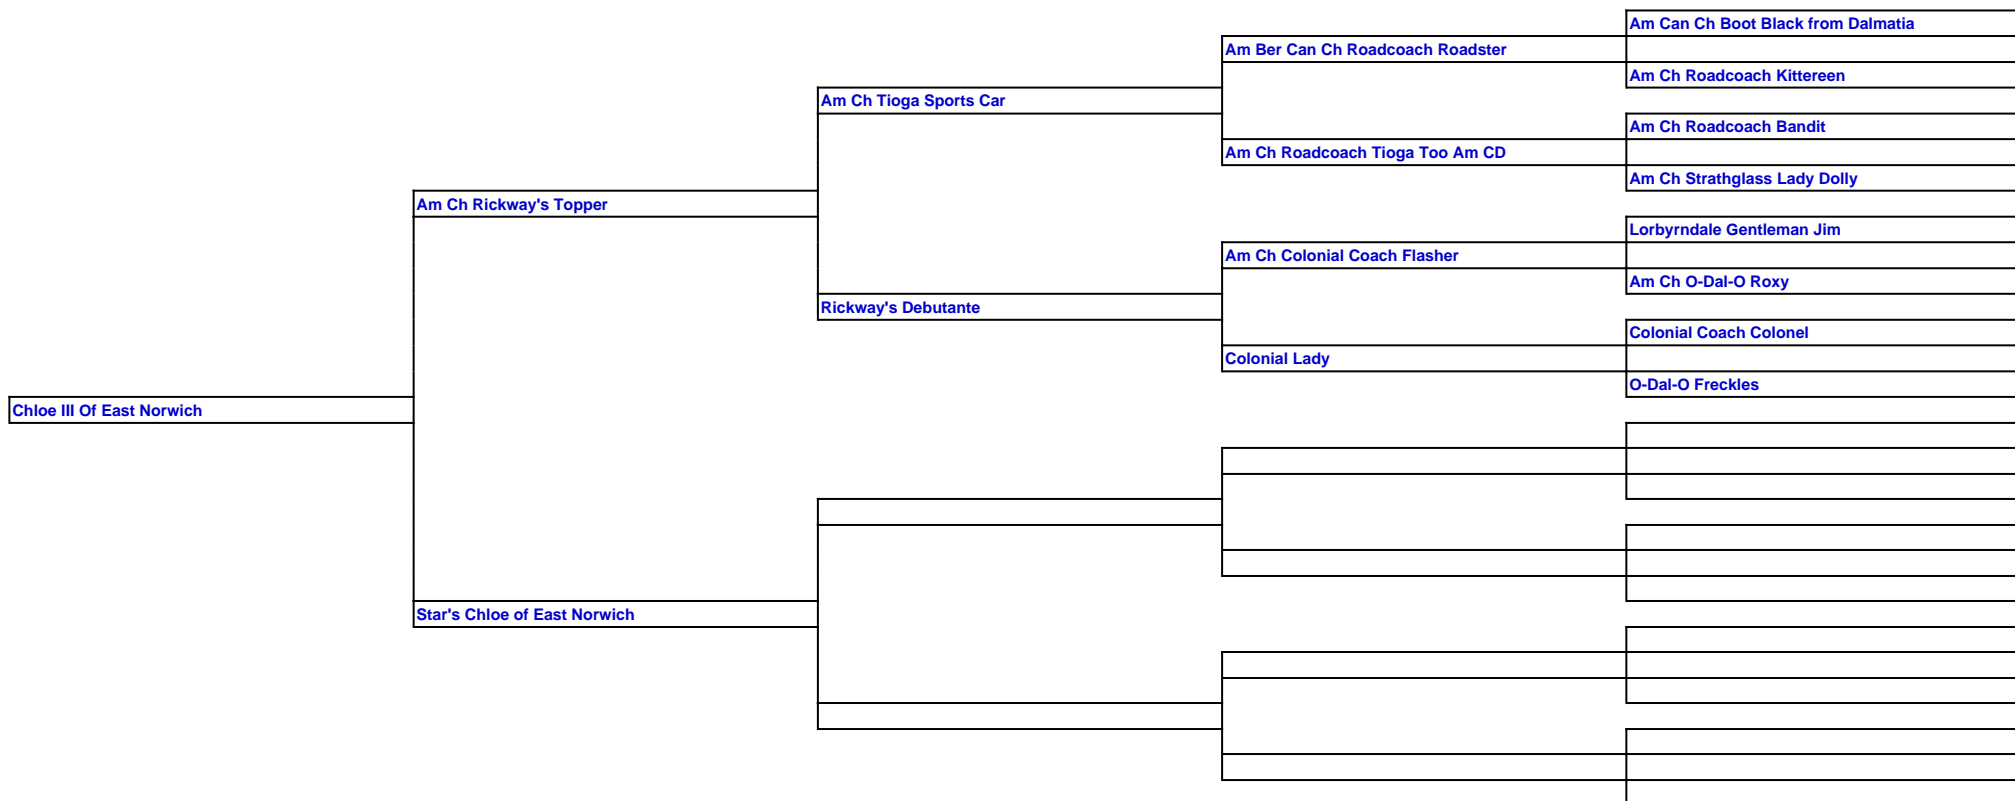 Am Can Ch Boot Black from Dalmatia
Am Ber Can Ch Roadcoach Roadster
Am Ch Roadcoach Kittereen
Am Ch Tioga Sports Car
Am Ch Roadcoach Bandit
Am Ch Roadcoach Tioga Too Am CD
Am Ch Strathglass Lady Dolly
Am Ch Rickway's Topper
Lorbyrndale Gentleman Jim
Am Ch Colonial Coach Flasher
Am Ch O-Dal-O Roxy
Rickway's Debutante
Colonial Coach Colonel
Colonial Lady
O-Dal-O Freckles
Chloe III Of East Norwich
Star's Chloe of East Norwich